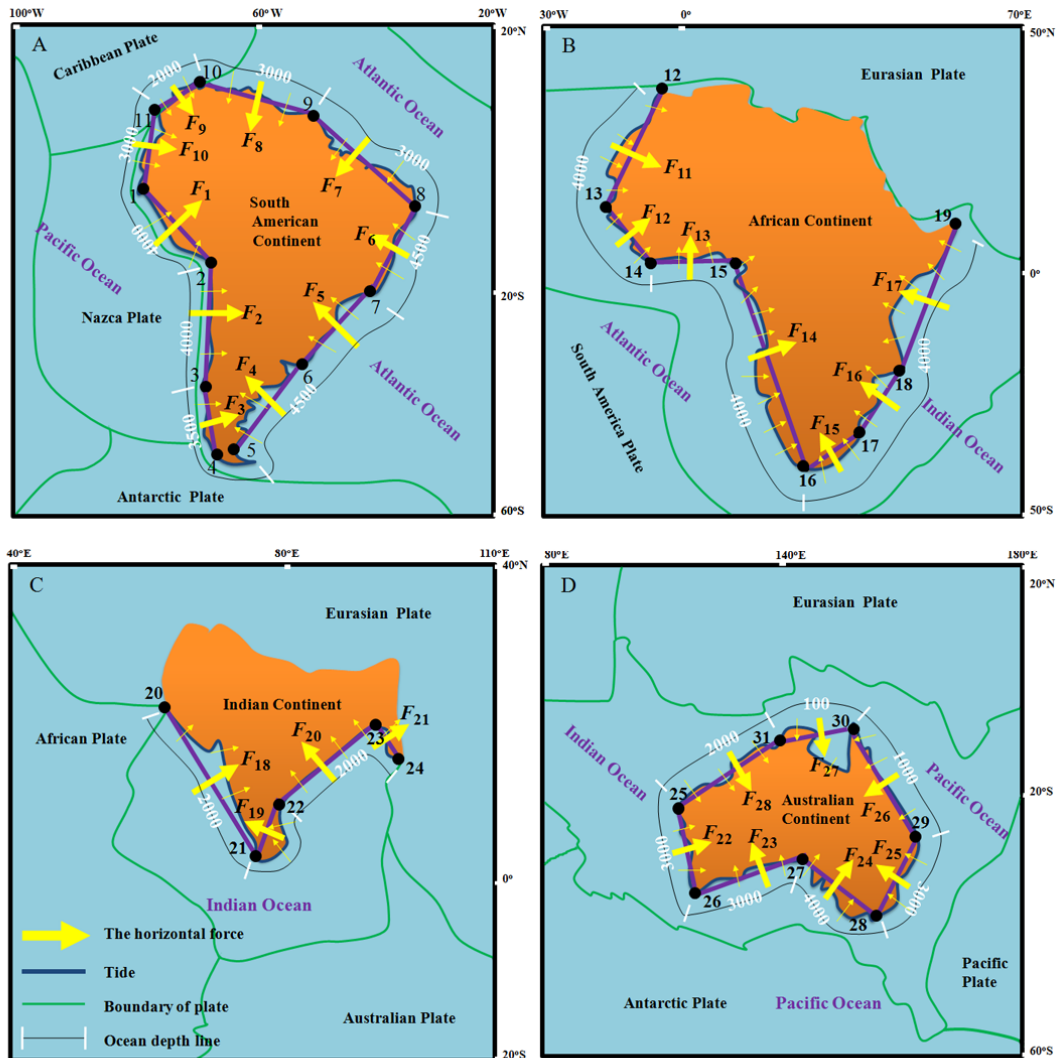 100°W
60°W
20°W
20°N
A
Caribbean Plate
2000
10
3000
Atlantic
Ocean
11
F9
F8
9
3000
F10
F7
3000
1
F1
South
American
Continent
8
F6
4500
Pacific Ocean
4000
2
F5
7
20°S
Nazca Plate
F2
4000
F4
6
Atlantic Ocean
3
F3
4500
3500
5
4
Antarctic Plate
60°S
30°W
0°
70°E
50°N
B
12
Eurasian Plate
F11
4000
13
F12
F13
African Continent
19
14
15
0°
F17
Atlantic Ocean
F14
4000
F16
18
South America Plate
4000
F15
17
Indian Ocean
16
50°S
40°E
80°E
110°E
40°N
C
Eurasian Plate
20
Indian Continent
F21
African Plate
F20
23
F18
2000
24
2000
F19
22
21
0°
Indian Ocean
The horizontal force
Tide
Boundary of plate
Ocean depth line
Australian Plate
20°S
80°E
140°E
180°E
20°N
D
Eurasian Plate
100
30
31
2000
Indian Ocean
F27
1000
Pacific Ocean
25
F28
Australian
Continent
F26
20°S
29
F22
F23
F25
3000
27
F24
26
3000
4000
3000
28
Pacific
Plate
Antarctic Plate
Pacific Ocean
60°S